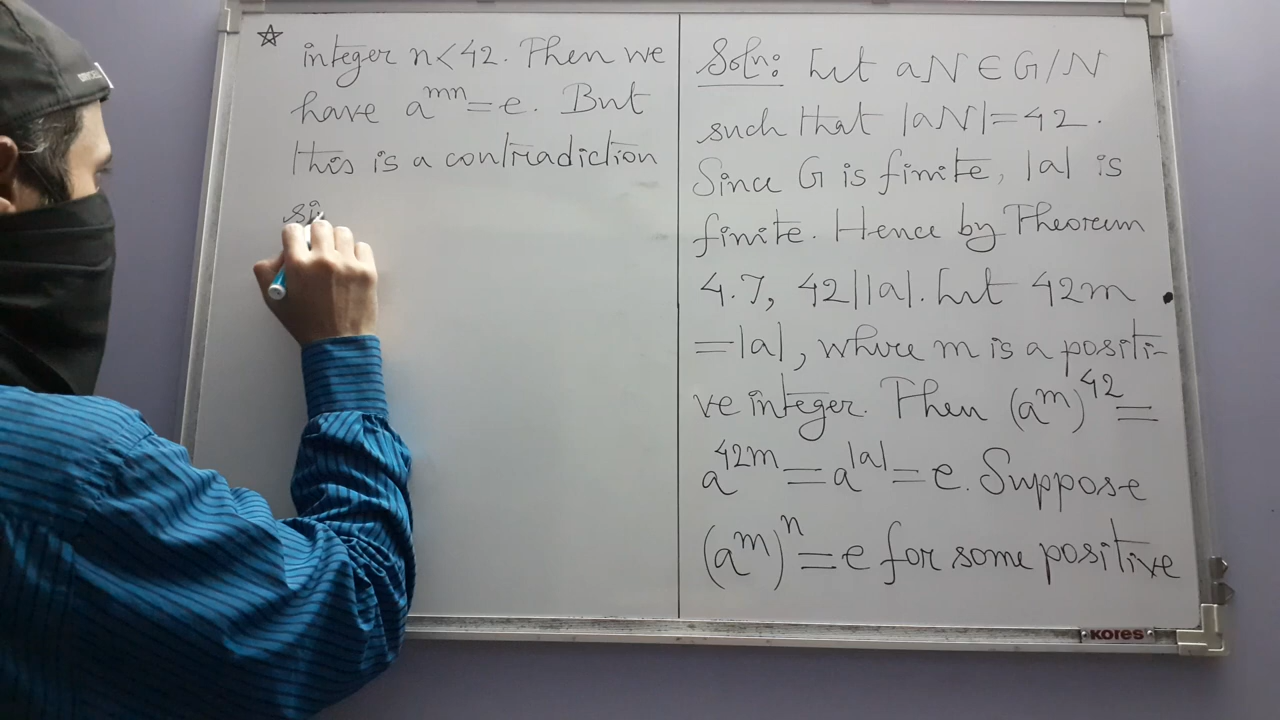 Soln: Let aN ∈ G/N
such that |aN|=42.
Since G is finite, |a| is
finite. Hence by Theorem
4.7, 42||a|. Let 42m
=|a|, where m is a positi-
ve integer. Then (a^m)^42=
a^42m=a^|a|=e. Suppose
(a^m)^n=e for some positive
☆ integer n<42. Then we
have a^mn=e. But
this is a contradiction
sin
KORES